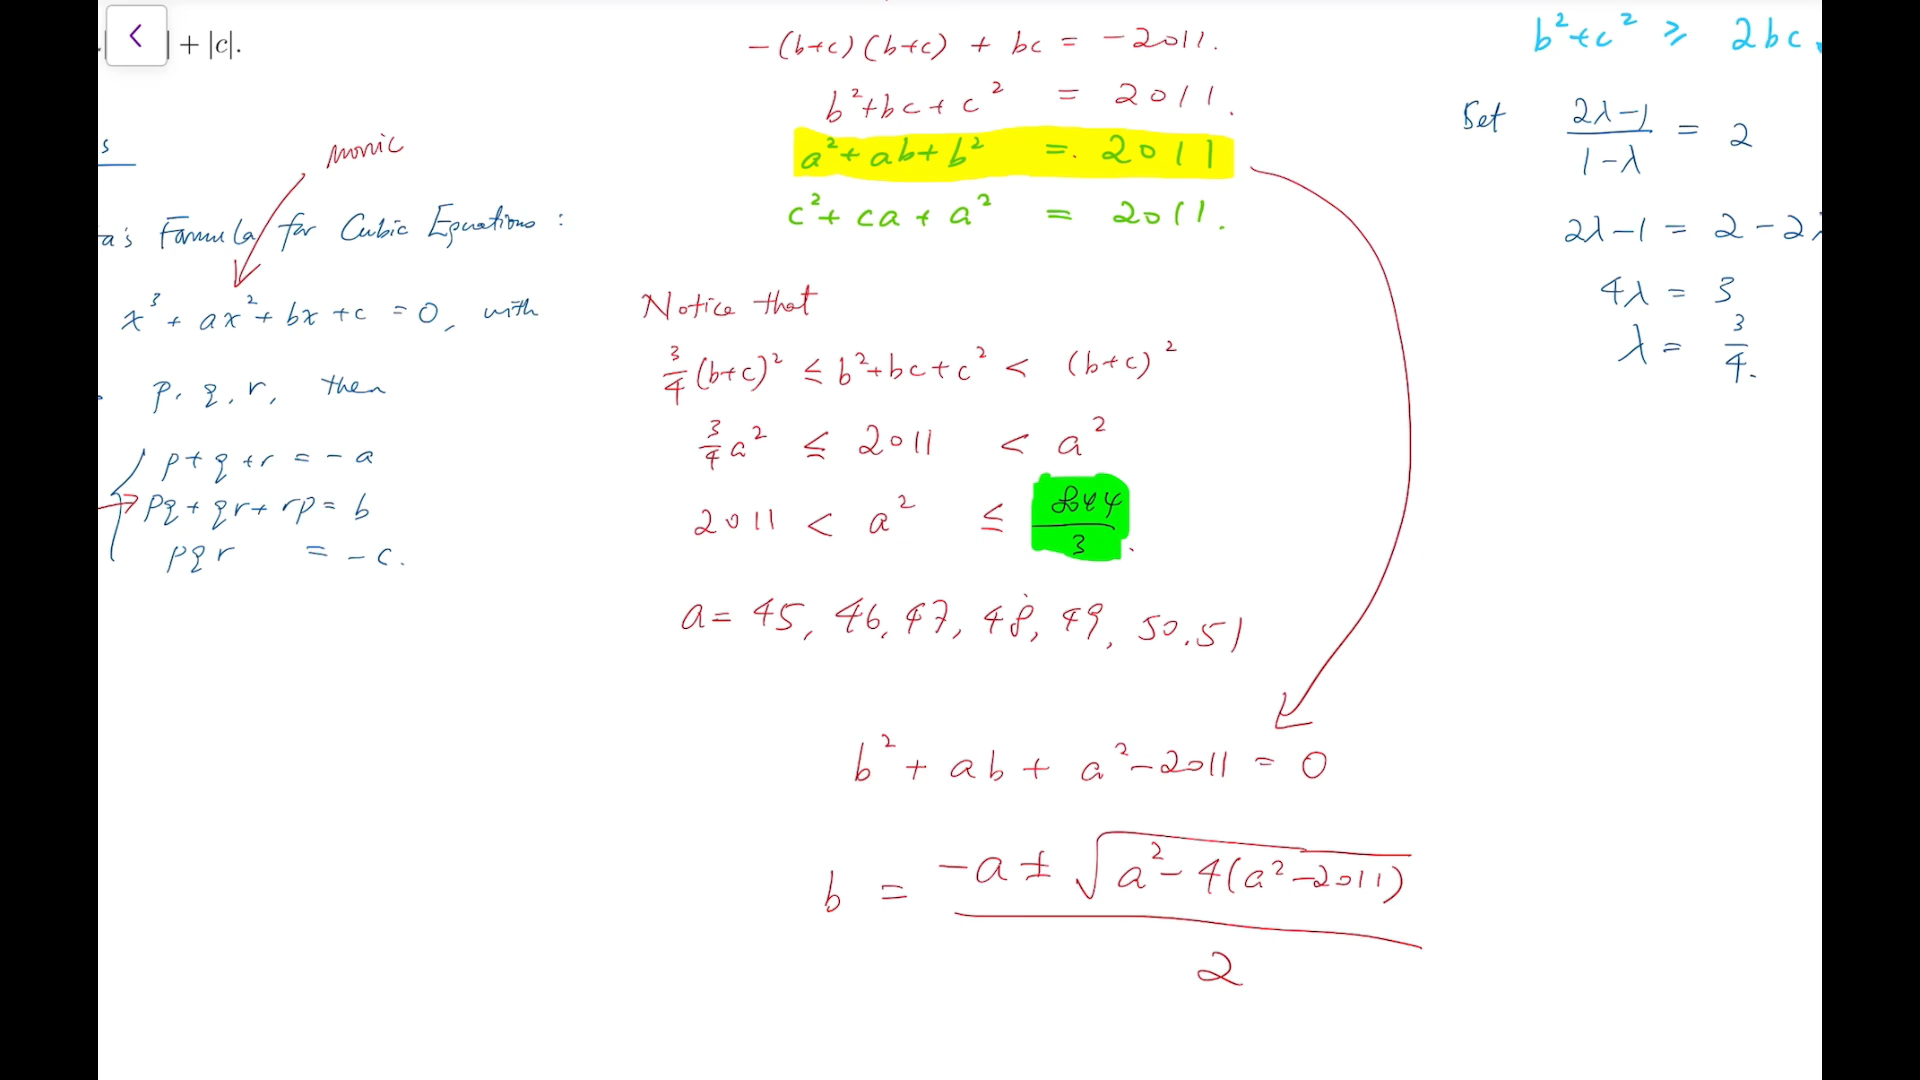 | + |c|.
s
monic
a's Formula for Cubic Equations :
x³ + ax² + bx + c = 0, with
p, q, r, then
p + q + r = -a
pq + qr + rp = b
pqr = -c.
-(b+c)(b+c) + bc = -2011.
b²+bc+c² = 2011.
a²+ab+b² = 2011
c²+ca+a² = 2011.
Notice that
3/4 (b+c)² ≤ b²+bc+c² < (b+c)²
3/4 a² ≤ 2011 < a²
2011 < a² ≤ 8044/3.
a = 45, 46, 47, 48, 49, 50, 51
b² + ab + a²-2011 = 0
b = (-a ± √(a²-4(a²-2011)))/2
b²+c² ≥ 2bc.
Set (2λ-1)/(1-λ) = 2
2λ-1 = 2-2λ
4λ = 3
λ = 3/4.